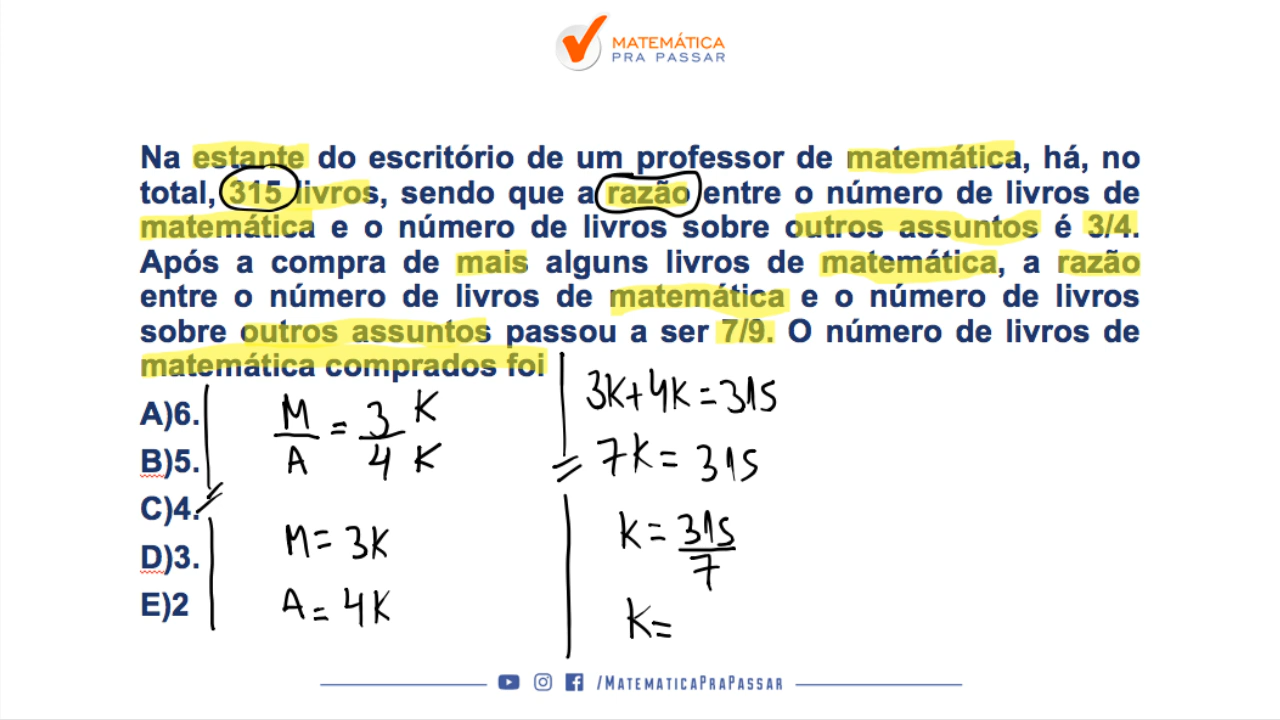 MATEMÁTICA
PRA PASSAR
Na estante do escritório de um professor de matemática, há, no
total, 315 livros, sendo que a razão entre o número de livros de
matemática e o número de livros sobre outros assuntos é 3/4.
Após a compra de mais alguns livros de matemática, a razão
entre o número de livros de matemática e o número de livros
sobre outros assuntos passou a ser 7/9. O número de livros de
matemática comprados foi
A)6.
B)5.
C)4.
D)3.
E)2
M/A = 3/4 K K
M = 3K
A = 4K
3K+4K=315
7K = 315
K = 315/7
K=
/MATEMATICAPRAPASSAR